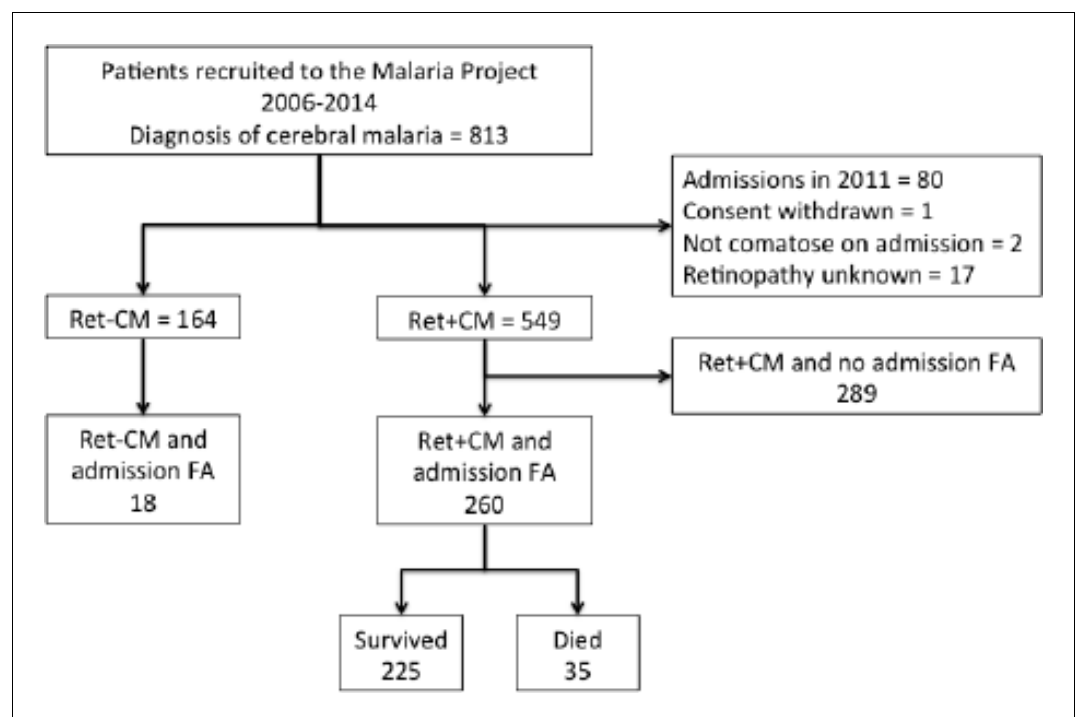 Patients recruited to the Malaria Project
2006-2014
Diagnosis of cerebral malaria = 813
Admissions in 2011 = 80
Consent withdrawn = 1
Not comatose on admission = 2
Retinopathy unknown = 17
Ret-CM = 164
Ret+CM = 549
Ret+CM and no admission FA
289
Ret-CM and
admission FA
18
Ret+CM and
admission FA
260
Survived
225
Died
35